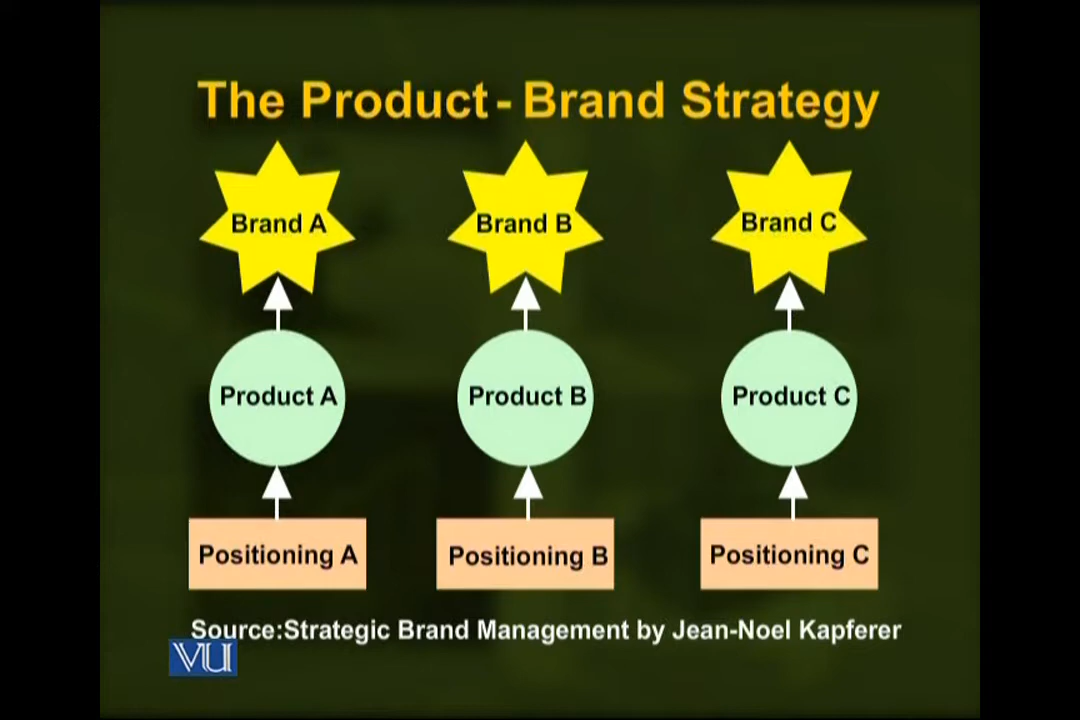 The Product - Brand Strategy
Brand A
Brand B
Brand C
Product A
Product B
Product C
Positioning A
Positioning B
Positioning C
Source:Strategic Brand Management by Jean-Noel Kapferer
VU